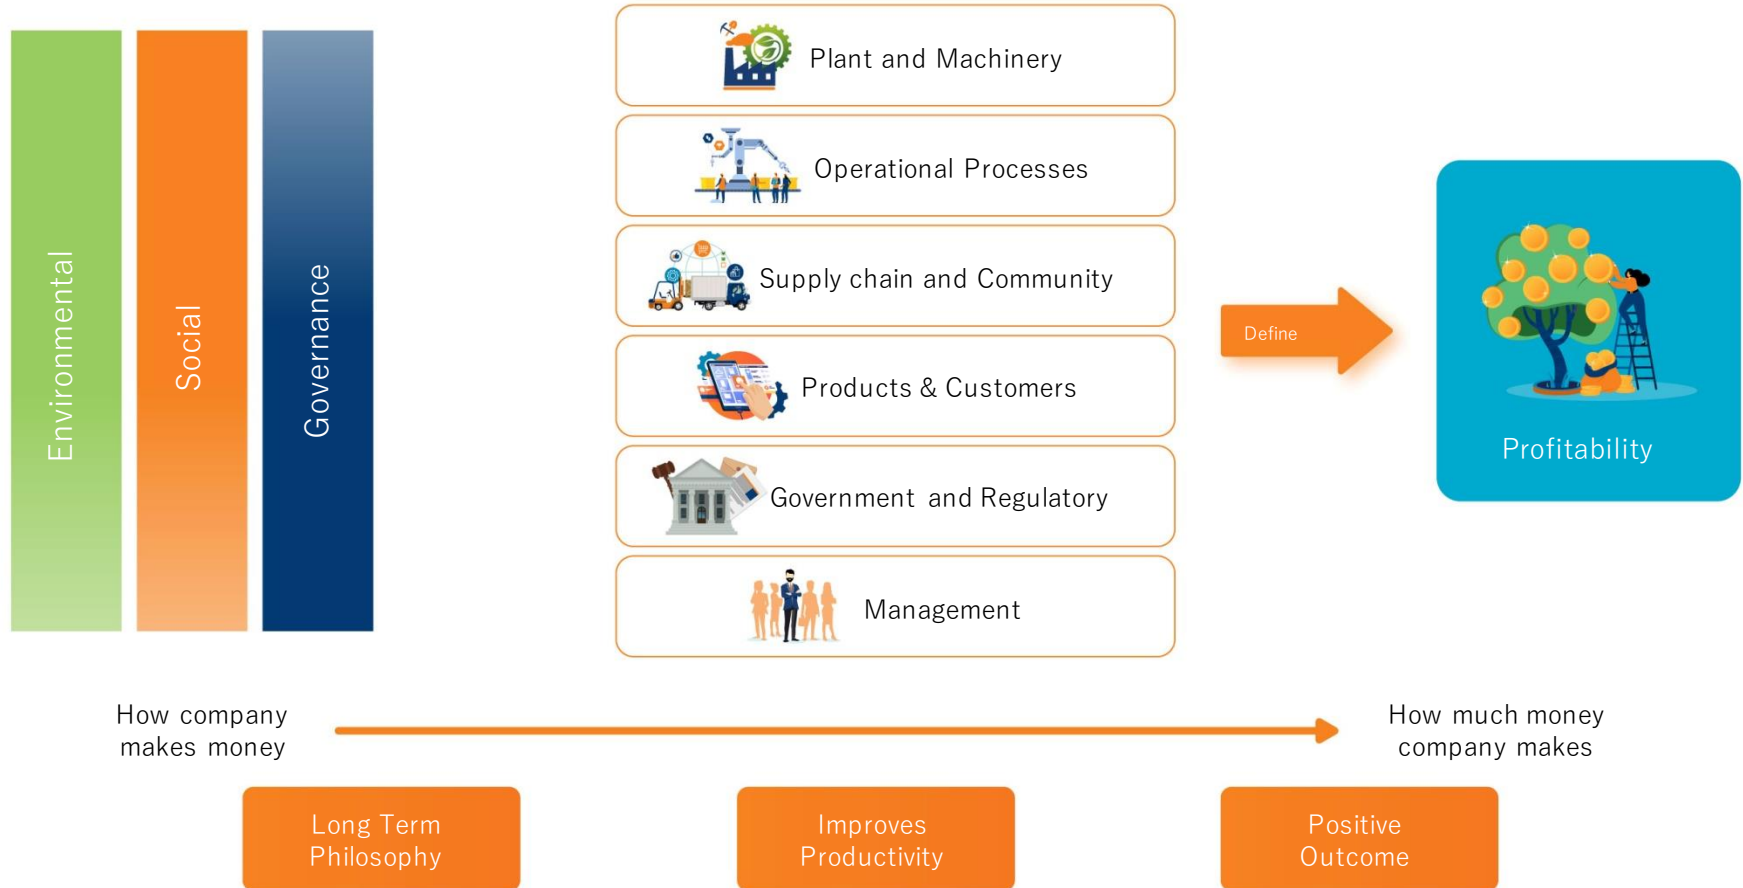 Environmental
Social
Governance
Plant and Machinery
Operational Processes
Supply chain and Community
Products & Customers
Government and Regulatory
Management
Define
Profitability
How company
makes money
How much money
company makes
Long Term
Philosophy
Improves
Productivity
Positive
Outcome